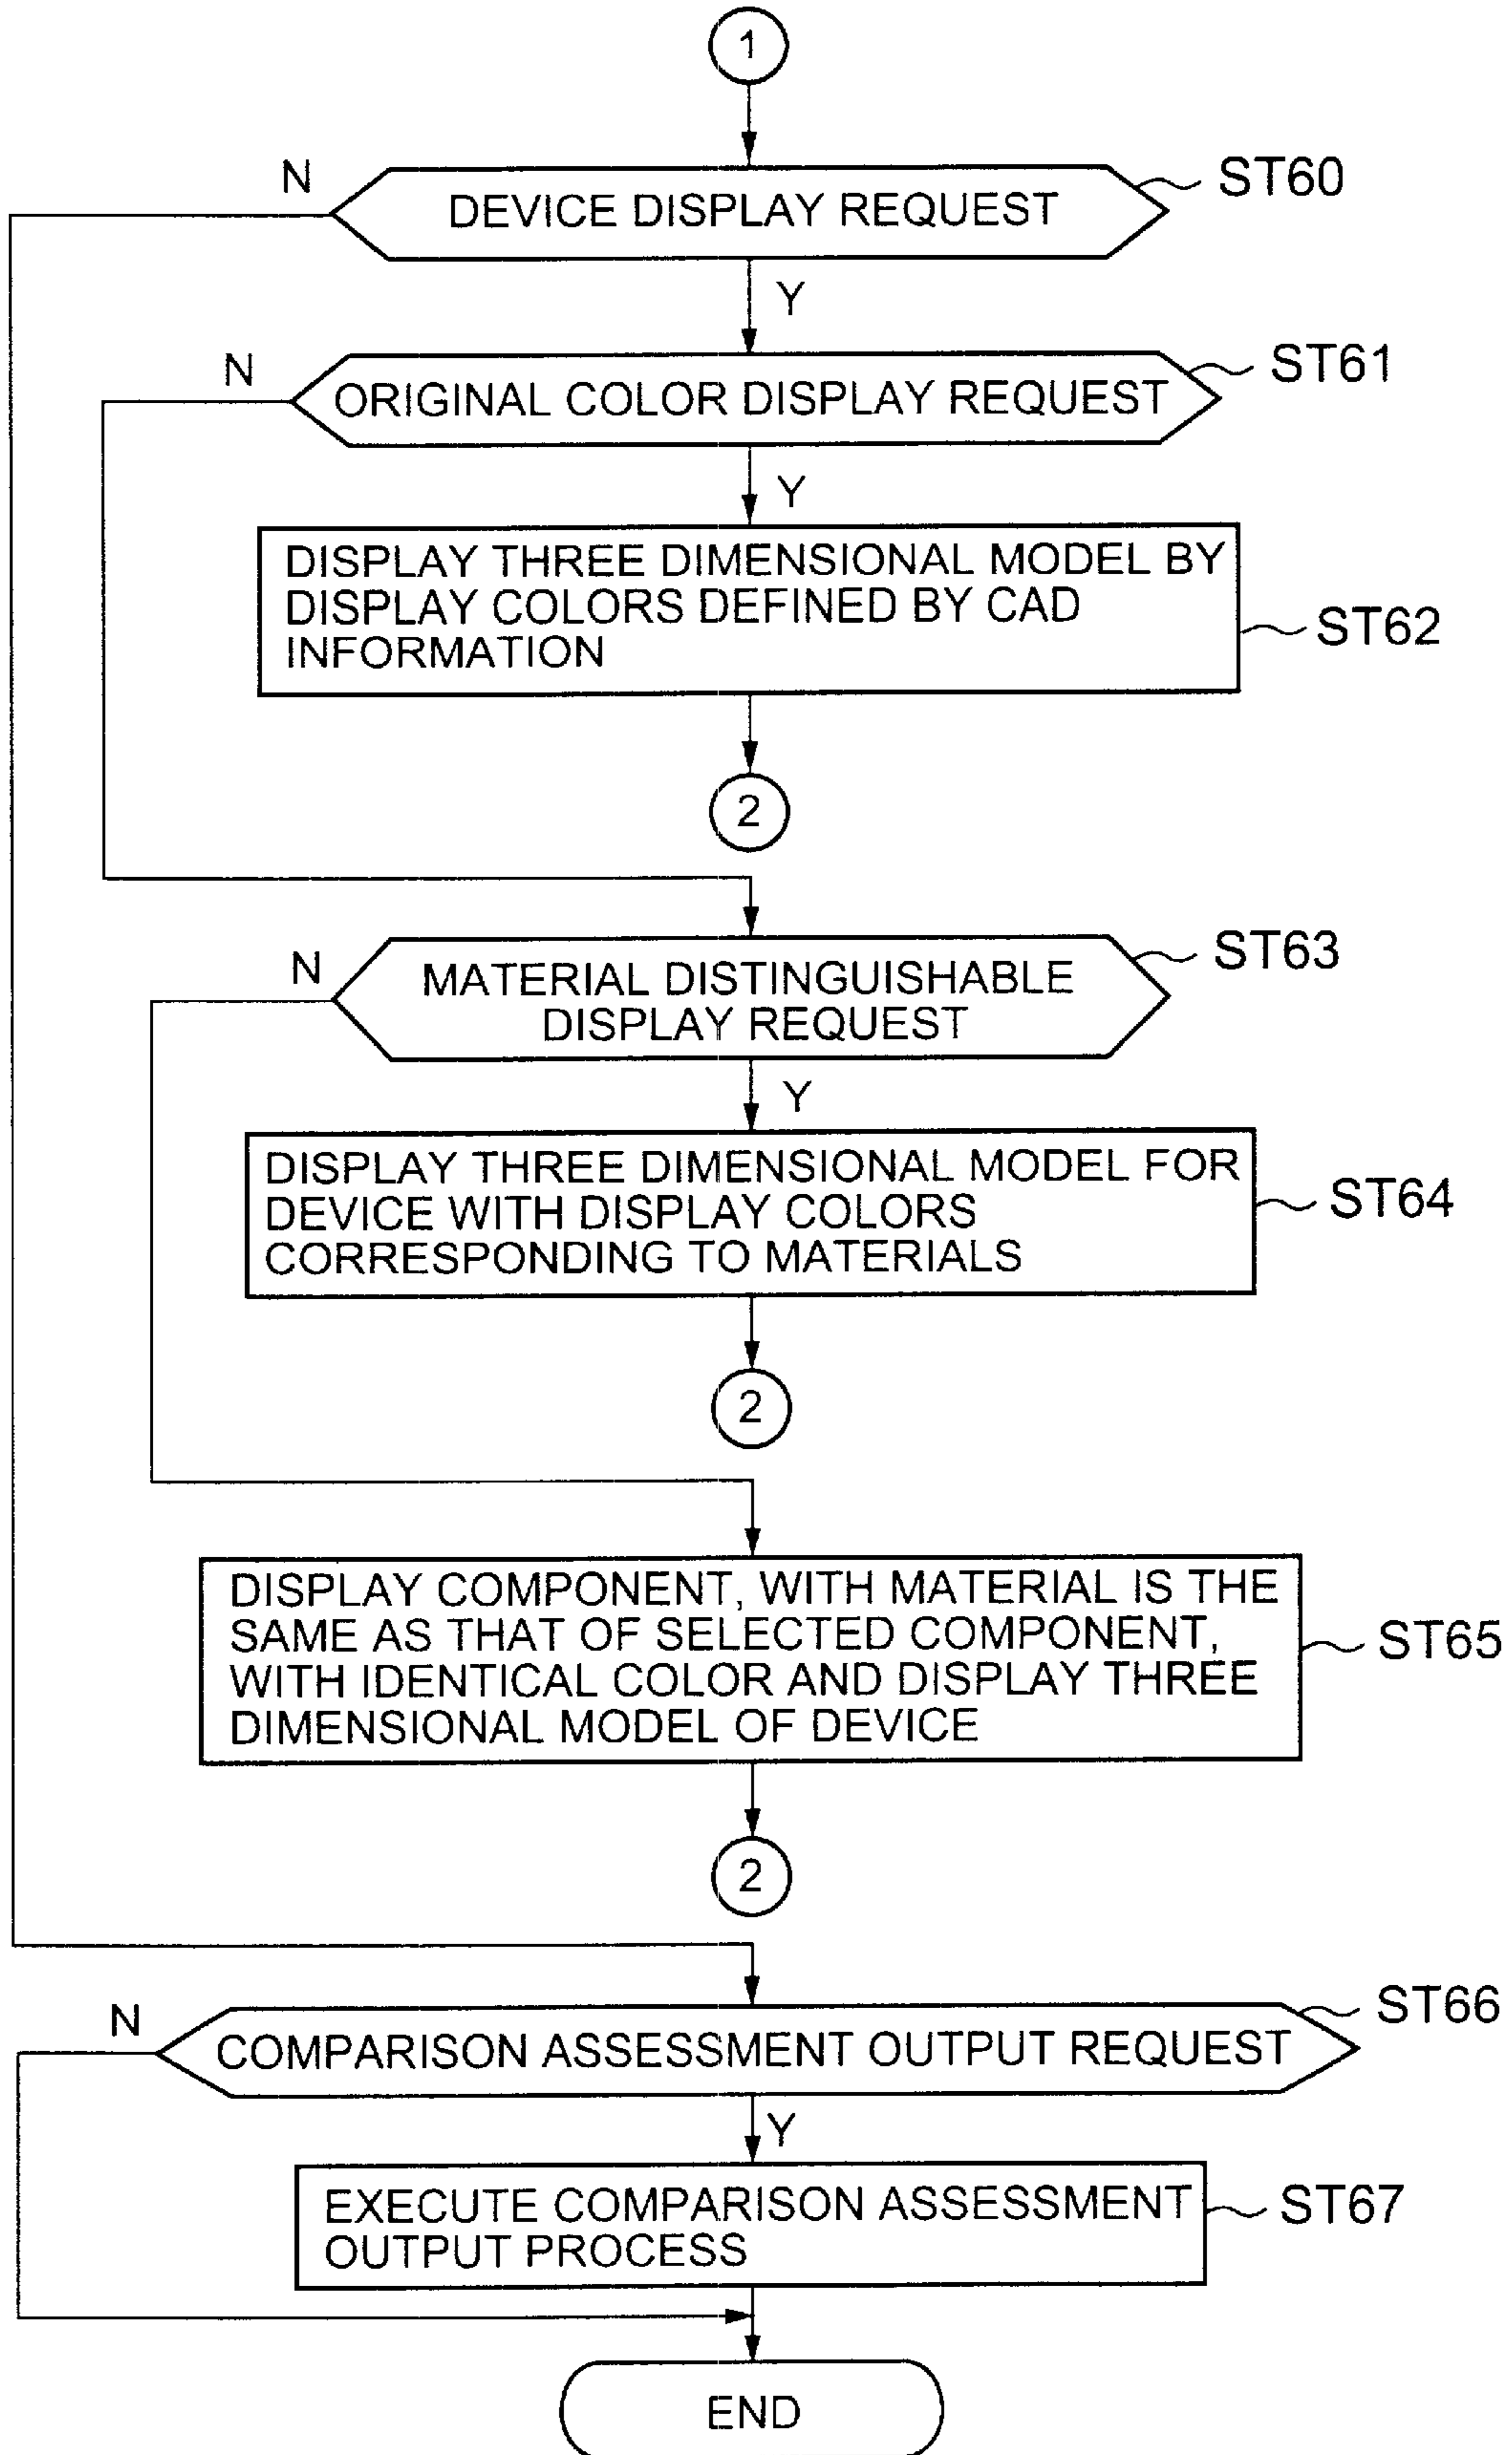 1
N
DEVICE DISPLAY REQUEST
ST60
Y
N
ORIGINAL COLOR DISPLAY REQUEST
ST61
Y
DISPLAY THREE DIMENSIONAL MODEL BY
DISPLAY COLORS DEFINED BY CAD
INFORMATION
ST62
2
N
MATERIAL DISTINGUISHABLE
DISPLAY REQUEST
ST63
Y
DISPLAY THREE DIMENSIONAL MODEL FOR
DEVICE WITH DISPLAY COLORS
CORRESPONDING TO MATERIALS
ST64
2
DISPLAY COMPONENT, WITH MATERIAL IS THE
SAME AS THAT OF SELECTED COMPONENT,
WITH IDENTICAL COLOR AND DISPLAY THREE
DIMENSIONAL MODEL OF DEVICE
ST65
2
N
COMPARISON ASSESSMENT OUTPUT REQUEST
ST66
Y
EXECUTE COMPARISON ASSESSMENT
OUTPUT PROCESS
ST67
END